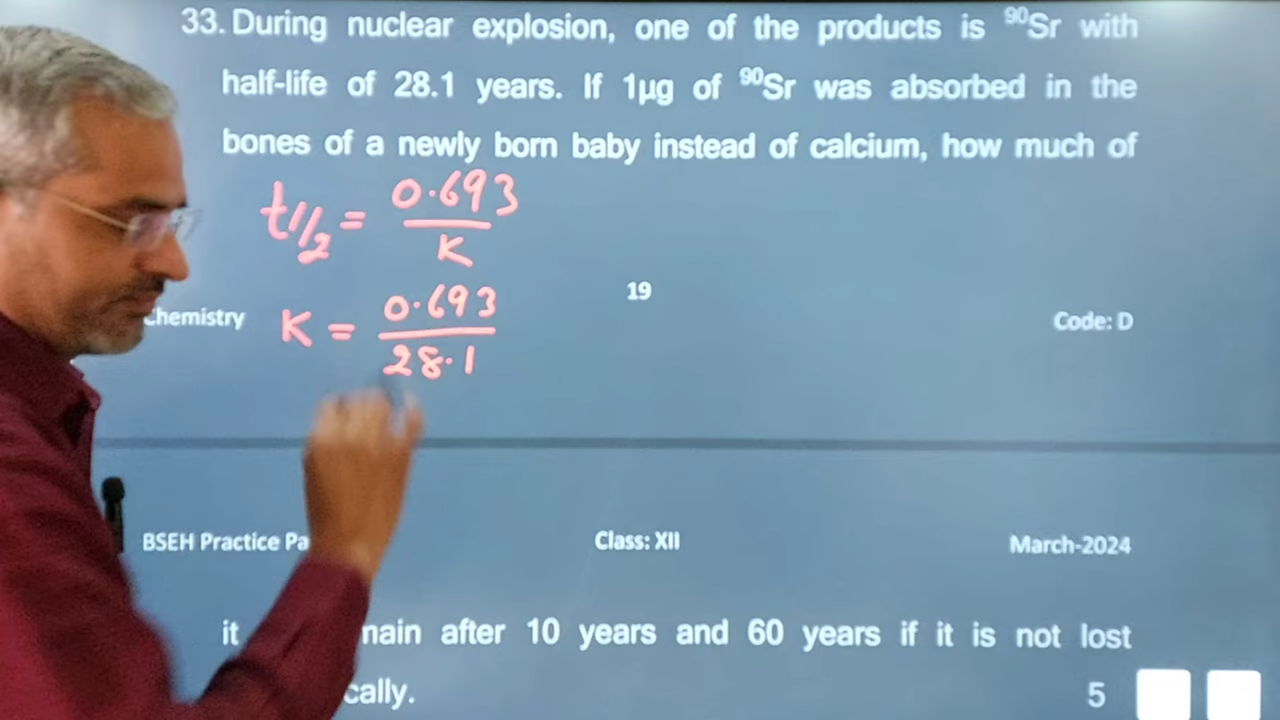 33. During nuclear explosion, one of the products is ⁹⁰Sr with
half-life of 28.1 years. If 1μg of ⁹⁰Sr was absorbed in the
bones of a newly born baby instead of calcium, how much of
t1/2 = 0.693/K
19
Chemistry
Code: D
K = 0.693/28.1
BSEH Practice Pa
Class: XII
March-2024
it main after 10 years and 60 years if it is not lost
cally.
5